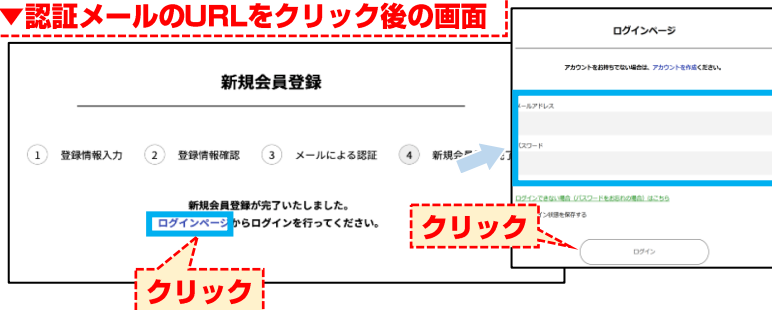 ▼認証メールのURLをクリック後の画面
新規会員登録
1 登録情報入力 2 登録情報確認 3 メールによる認証 4 新規会
新規会員登録が完了いたしました。
ログインページからログインを行ってください。
クリック
ログインページ
アカウントをお持ちでない場合は、アカウントを作成ください。
メールアドレス
パスワード
ログインできない場合（パスワードをお忘れの場合）はこちら
イン状態を保存する
クリック
ログイン